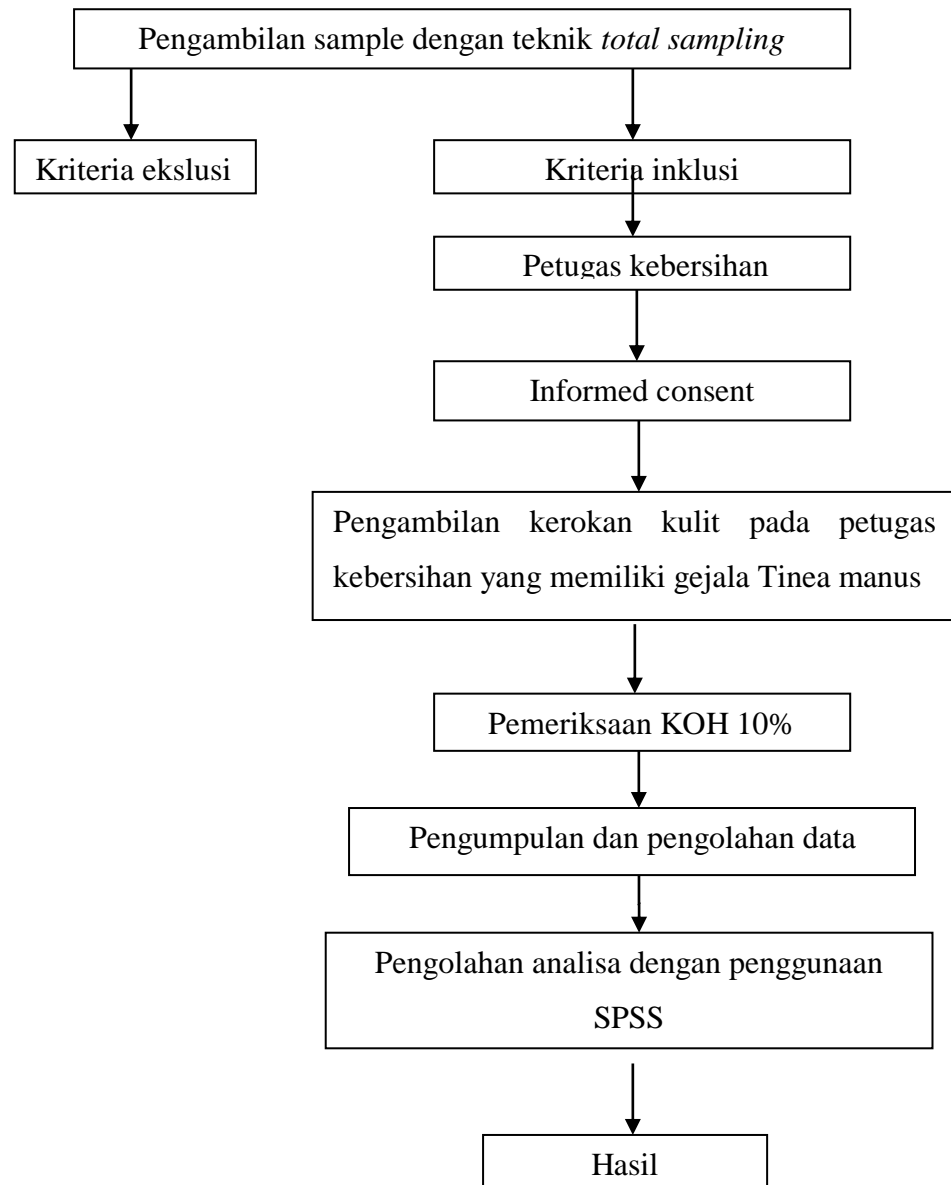 Pengambilan sample dengan teknik total sampling
Kriteria ekslusi
Kriteria inklusi
Petugas kebersihan
Informed consent
Pengambilan kerokan kulit pada petugas
kebersihan yang memiliki gejala Tinea manus
Pemeriksaan KOH 10%
Pengumpulan dan pengolahan data
Pengolahan analisa dengan penggunaan
SPSS
Hasil